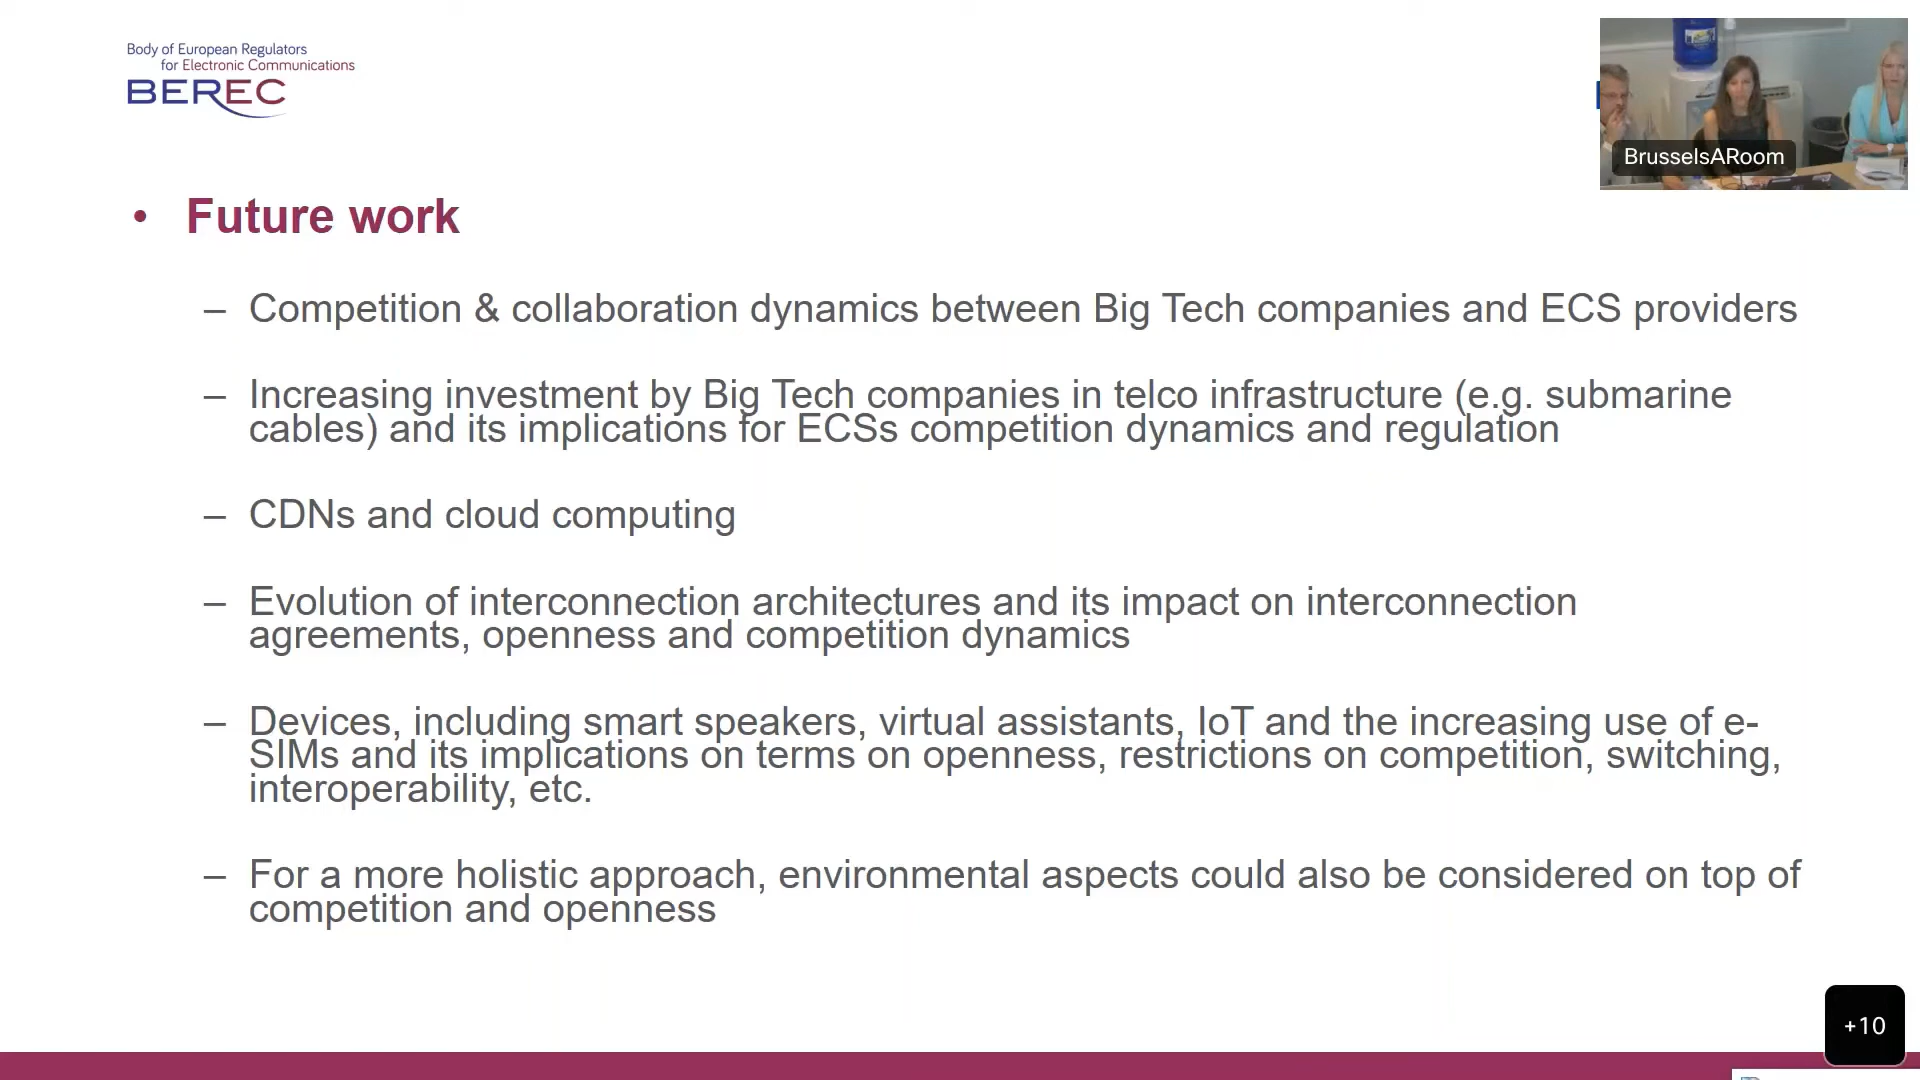 Body of European Regulators
for Electronic Communications
BEREC
BrusselsARoom
• Future work
– Competition & collaboration dynamics between Big Tech companies and ECS providers
– Increasing investment by Big Tech companies in telco infrastructure (e.g. submarine
cables) and its implications for ECSs competition dynamics and regulation
– CDNs and cloud computing
– Evolution of interconnection architectures and its impact on interconnection
agreements, openness and competition dynamics
– Devices, including smart speakers, virtual assistants, IoT and the increasing use of e-
SIMs and its implications on terms on openness, restrictions on competition, switching,
interoperability, etc.
– For a more holistic approach, environmental aspects could also be considered on top of
competition and openness
+10